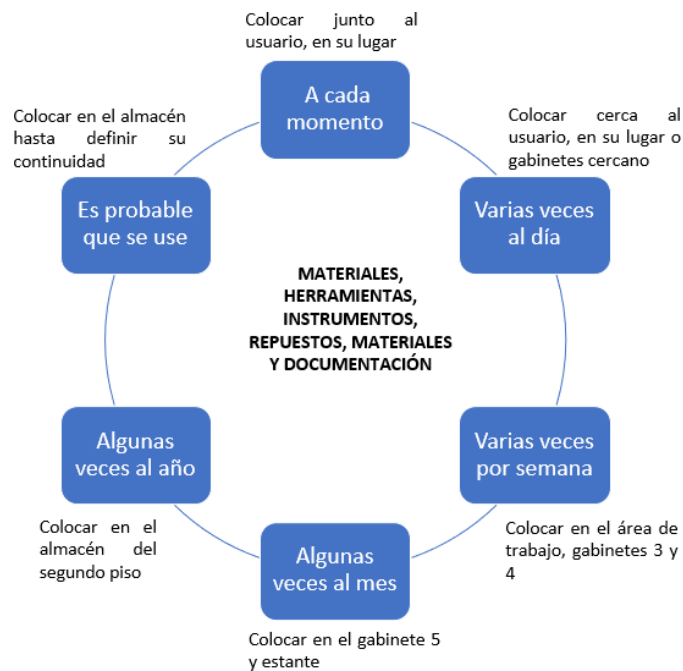 Colocar junto al
usuario, en su lugar
A cada
momento
Colocar cerca al
usuario, en su lugar o
gabinetes cercano
Varias veces
al día
Varias veces
por semana
Colocar en el área de
trabajo, gabinetes 3 y
4
Algunas
veces al mes
Colocar en el gabinete 5
y estante
Algunas
veces al año
Colocar en el
almacén del
segundo piso
Colocar en el almacén
hasta definir su
continuidad
Es probable
que se use
MATERIALES,
HERRAMIENTAS,
INSTRUMENTOS,
REPUESTOS, MATERIALES
Y DOCUMENTACIÓN